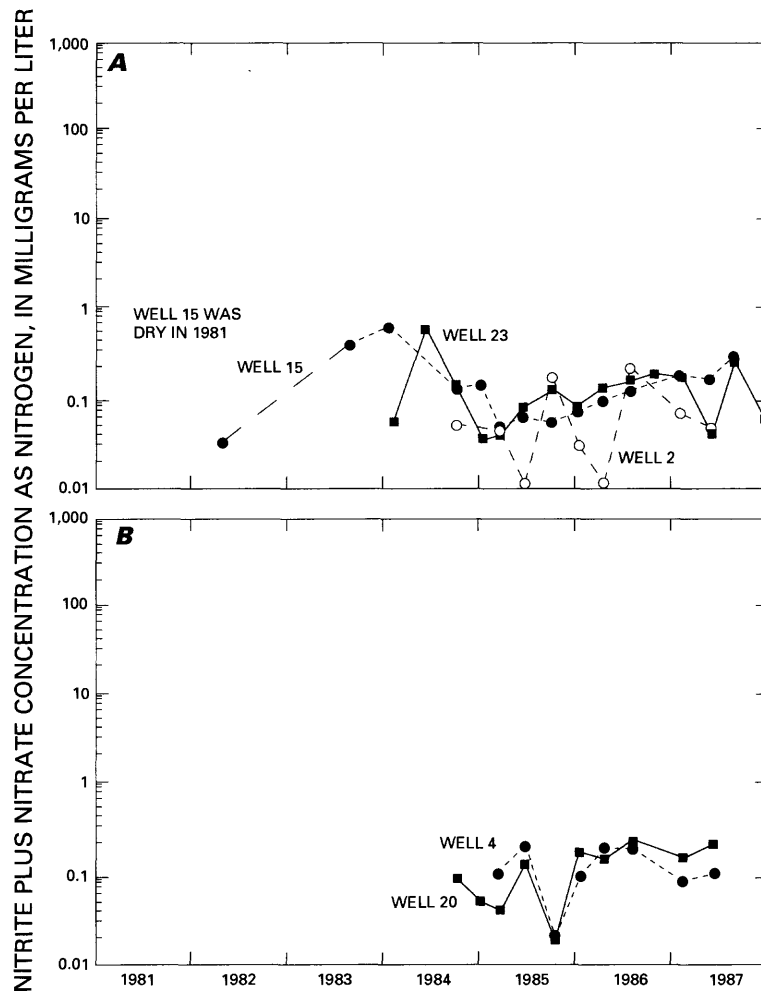 NITRITE PLUS NITRATE CONCENTRATION AS NITROGEN, IN MILLIGRAMS PER LITER
A
1,000
100
10
1
0.1
0.01
WELL 15 WAS
DRY IN 1981
WELL 15
WELL 23
WELL 2
B
1,000
100
10
1
0.1
0.01
WELL 4
WELL 20
1981 1982 1983 1984 1985 1986 1987